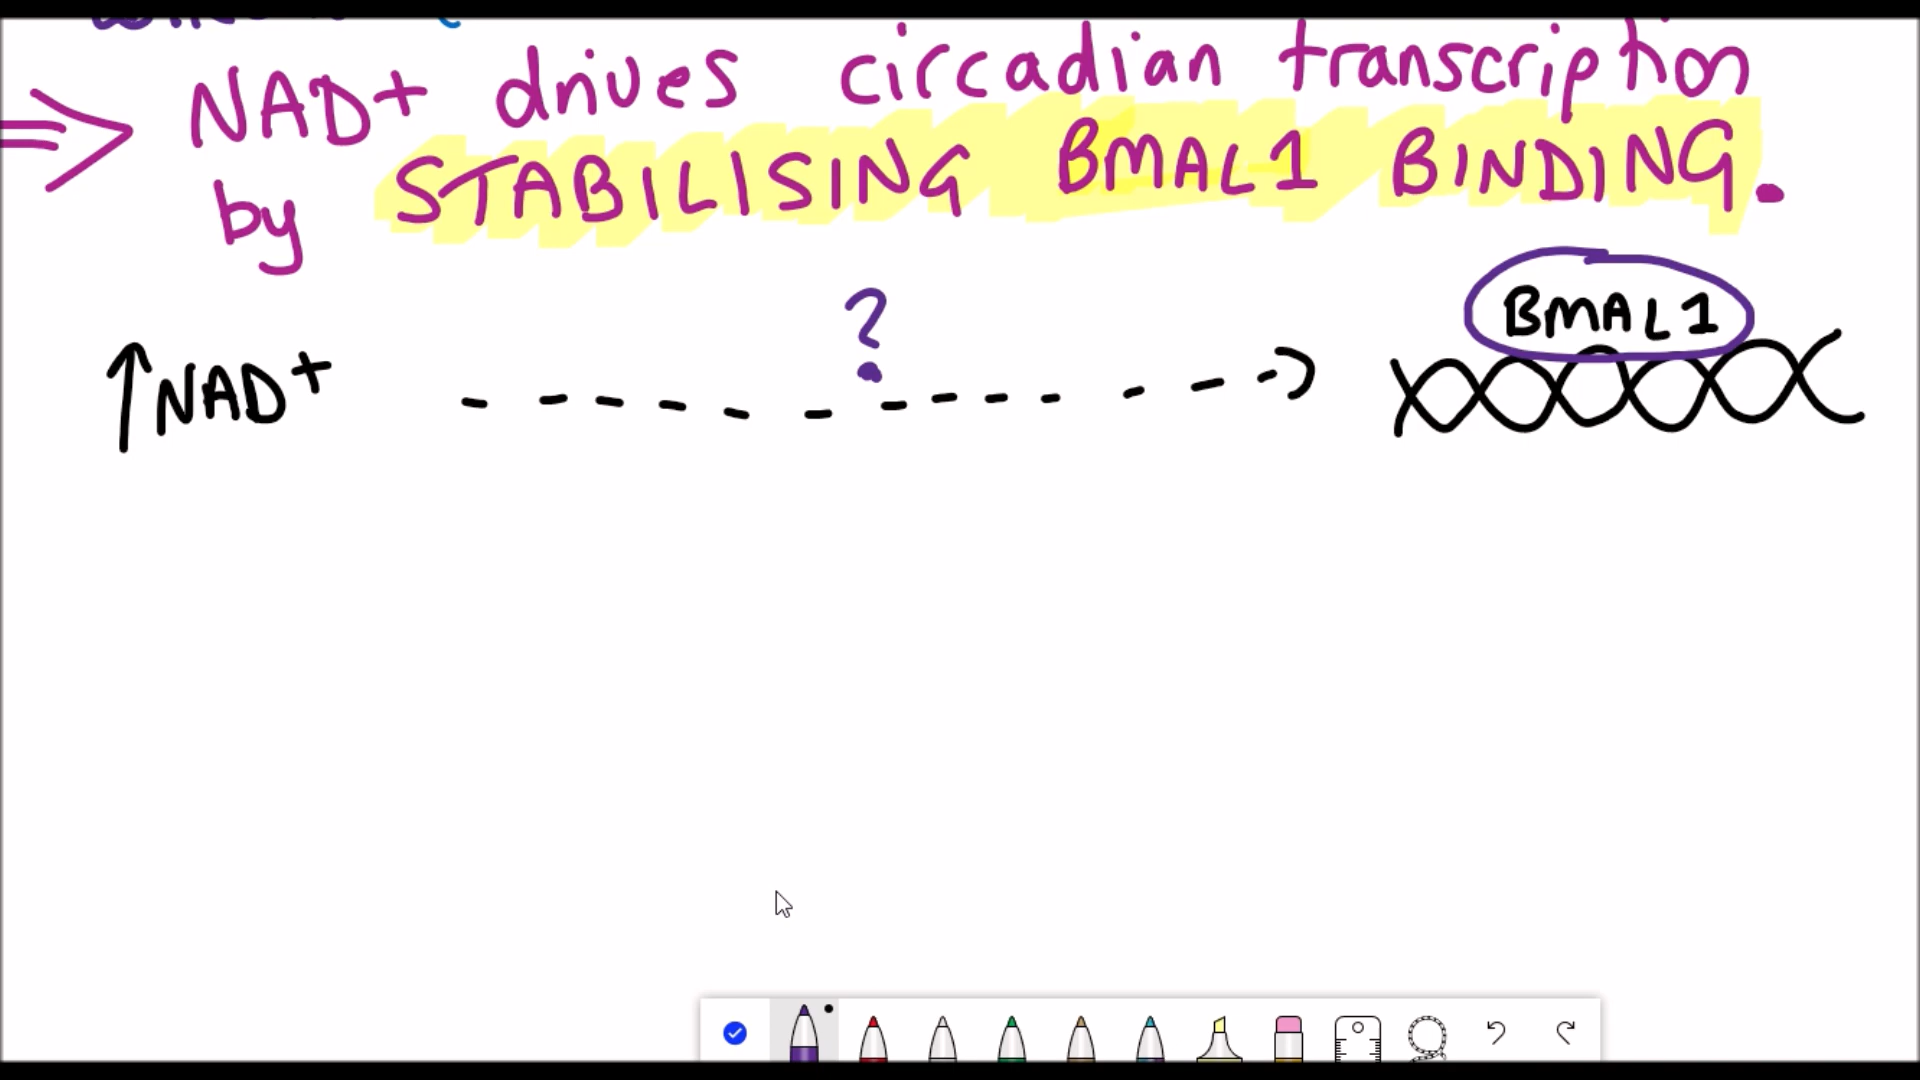 NAD+ drives circadian transcription
by STABILISING BMAL1 BINDING.
?
BMAL1
↑NAD+